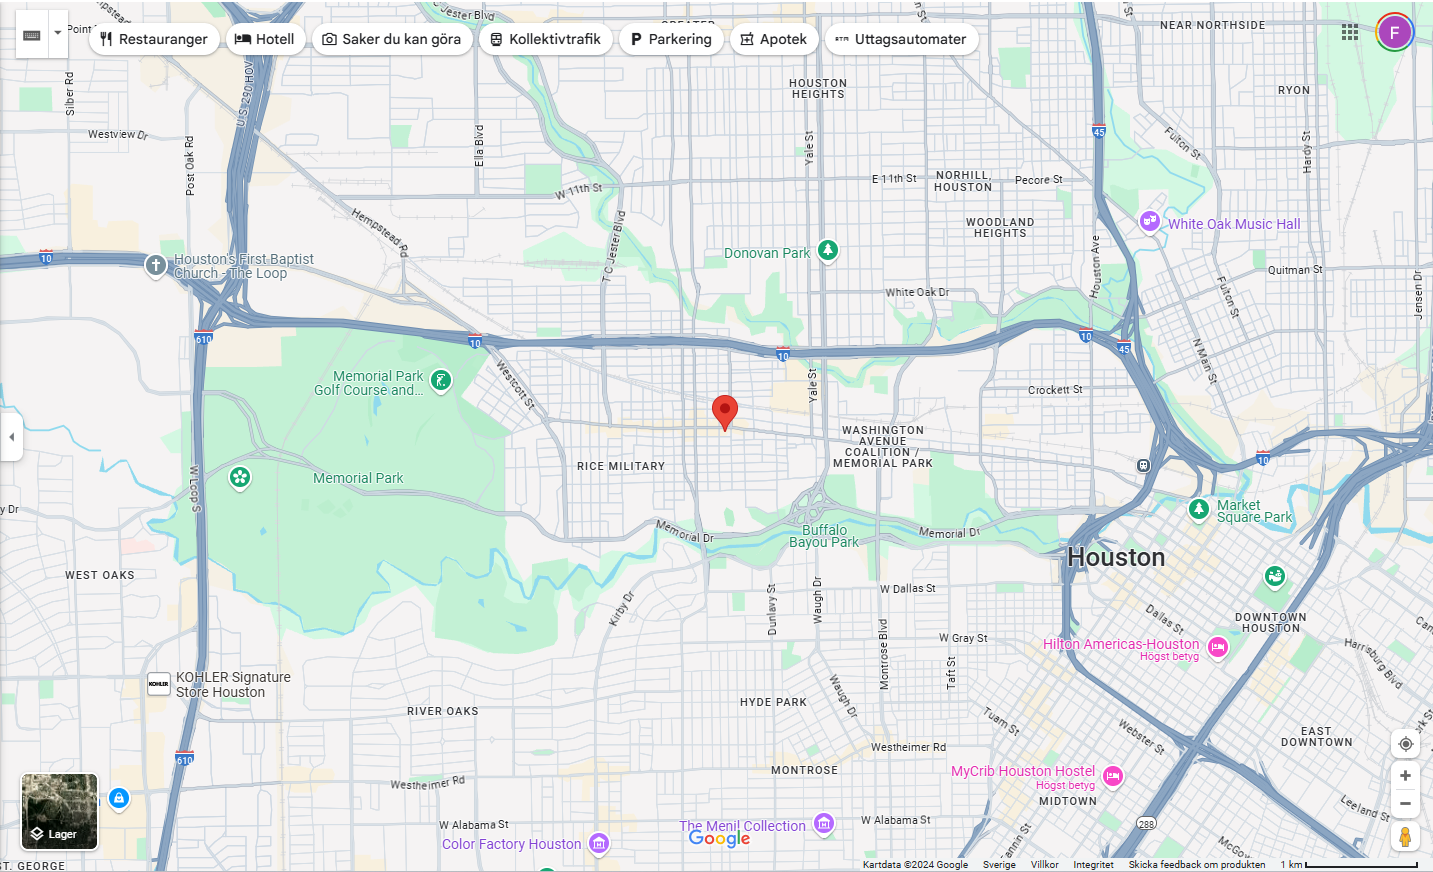 Point
C Jester Blvd
GREATER
NEAR NORTHSIDE
Restauranger
Hotell
Saker du kan göra
Kollektivtrafik
Parkering
Apotek
Uttagsautomater
F
Silber Rd
U.S. 290 HOV
HOUSTON
HEIGHTS
RYON
Westview Dr
Post Oak Rd
Ella Blvd
Yale St
45
Fulton St
Hardy St
W 11th St
E 11th St
NORHILL,
HOUSTON
Pecore St
Hempstead Rd
T C Jester Blvd
WOODLAND
HEIGHTS
White Oak Music Hall
10
Houston's First Baptist
Church - The Loop
Donovan Park
Houston Ave
Quitman St
White Oak Dr
Fulton St
Jensen Dr
610
10
10
10
45
N Main St
Memorial Park
Golf Course and...
Westcott St
Yale St
Crockett St
WASHINGTON
AVENUE
COALITION /
MEMORIAL PARK
RICE MILITARY
10
W Loop S
Memorial Park
y Dr
Market
Square Park
Memorial Dr
Buffalo
Bayou Park
Memorial Dr
Houston
WEST OAKS
Kirby Dr
Dunlavy St
Waugh Dr
W Dallas St
Dallas St
DOWNTOWN
HOUSTON
Montrose Blvd
W Gray St
Taft St
Hilton Americas-Houston
Högst betyg
Harrisburg Blvd
KOHLER
KOHLER Signature
Store Houston
RIVER OAKS
HYDE PARK
Waugh Dr
Tuam St
Webster St
EAST
DOWNTOWN
610
Westheimer Rd
MONTROSE
Westheimer Rd
MyCrib Houston Hostel
Högst betyg
MIDTOWN
Leeland St
Lager
W Alabama St
The Menil Collection
W Alabama St
288
Color Factory Houston
Google
ST. GEORGE
Kartdata ©2024 Google
Sverige
Villkor
Integritet
Skicka feedback om produkten
1 km